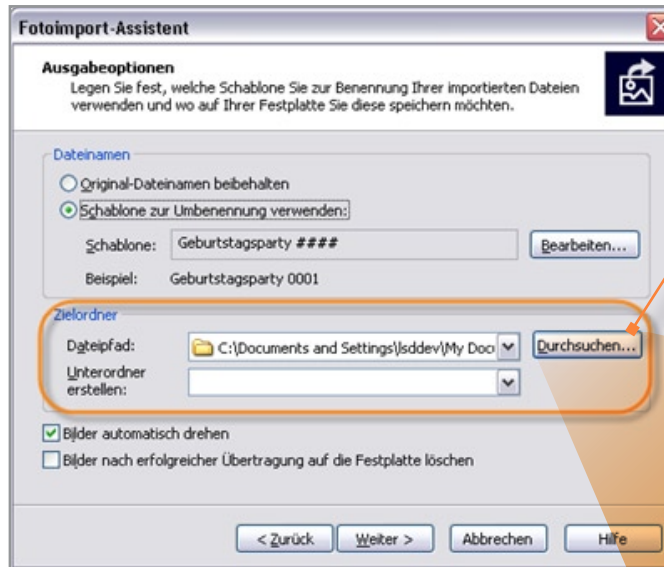 Fotoimport-Assistent
Ausgabeoptionen
Legen Sie fest, welche Schablone Sie zur Benennung Ihrer importierten Dateien
verwenden und wo auf Ihrer Festplatte Sie diese speichern möchten.
Dateinamen
Original-Dateinamen beibehalten
Schablone zur Umbenennung verwenden:
Schablone: Geburtstagsparty #### Bearbeiten...
Beispiel: Geburtstagsparty 0001
Zielordner
Dateipfad: C:\Documents and Settings\lsddev\My Docu Durchsuchen...
Unterordner
erstellen:
Bilder automatisch drehen
Bilder nach erfolgreicher Übertragung auf die Festplatte löschen
< Zurück Weiter > Abbrechen Hilfe